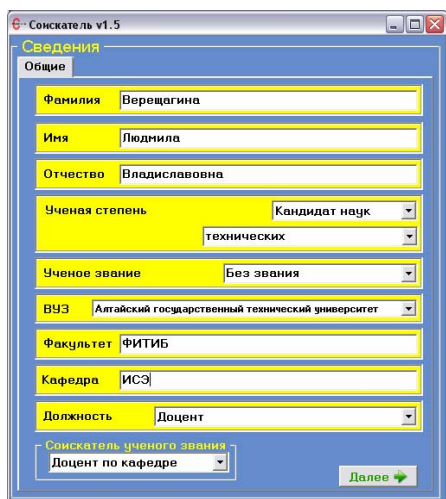 Соискатель v1.5
Сведения
Общие
Фамилия Верещагина
Имя Людмила
Отчество Владиславовна
Ученая степень Кандидат наук
технических
Ученое звание Без звания
ВУЗ Алтайский государственный технический университет
Факультет ФИТИБ
Кафедра ИСЭ
Должность Доцент
Соискатель ученого звания
Доцент по кафедре
Далее